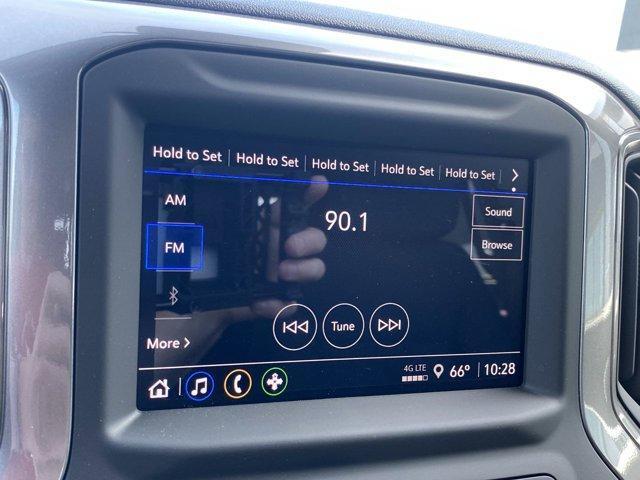 Hold to Set Hold to Set Hold to Set Hold to Set Hold to Set
AM
90.1
Sound
FM
Browse
Tune
More
4G LTE
66° 10:28